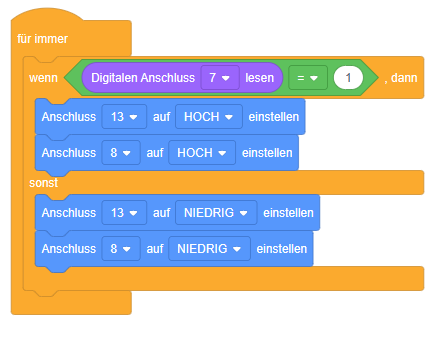 für immer
wenn Digitalen Anschluss 7 lesen = 1 , dann
Anschluss 13 auf HOCH einstellen
Anschluss 8 auf HOCH einstellen
sonst
Anschluss 13 auf NIEDRIG einstellen
Anschluss 8 auf NIEDRIG einstellen